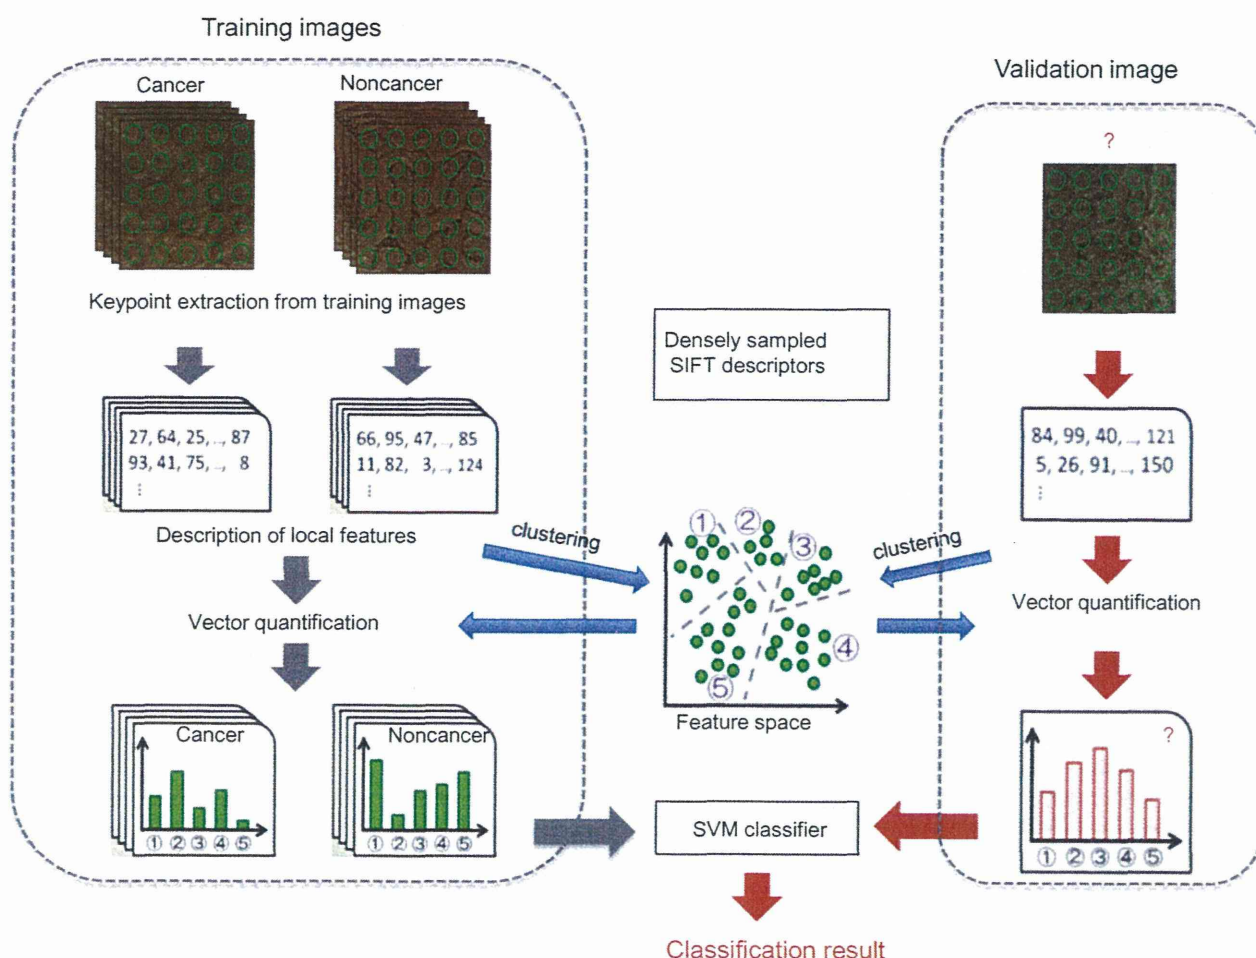 Training images
Cancer
Noncancer
Keypoint extraction from training images
27, 64, 25, .., 87
93, 41, 75, .., 8
⋮
66, 95, 47, .., 85
11, 82, 3, .., 124
⋮
Description of local features
Vector quantification
Cancer
① ② ③ ④ ⑤
Noncancer
① ② ③ ④ ⑤
clustering
Densely sampled
SIFT descriptors
① ② ③
④
⑤
Feature space
clustering
SVM classifier
Classification result
Validation image
?
84, 99, 40, .., 121
5, 26, 91, .., 150
⋮
Vector quantification
?
① ② ③ ④ ⑤